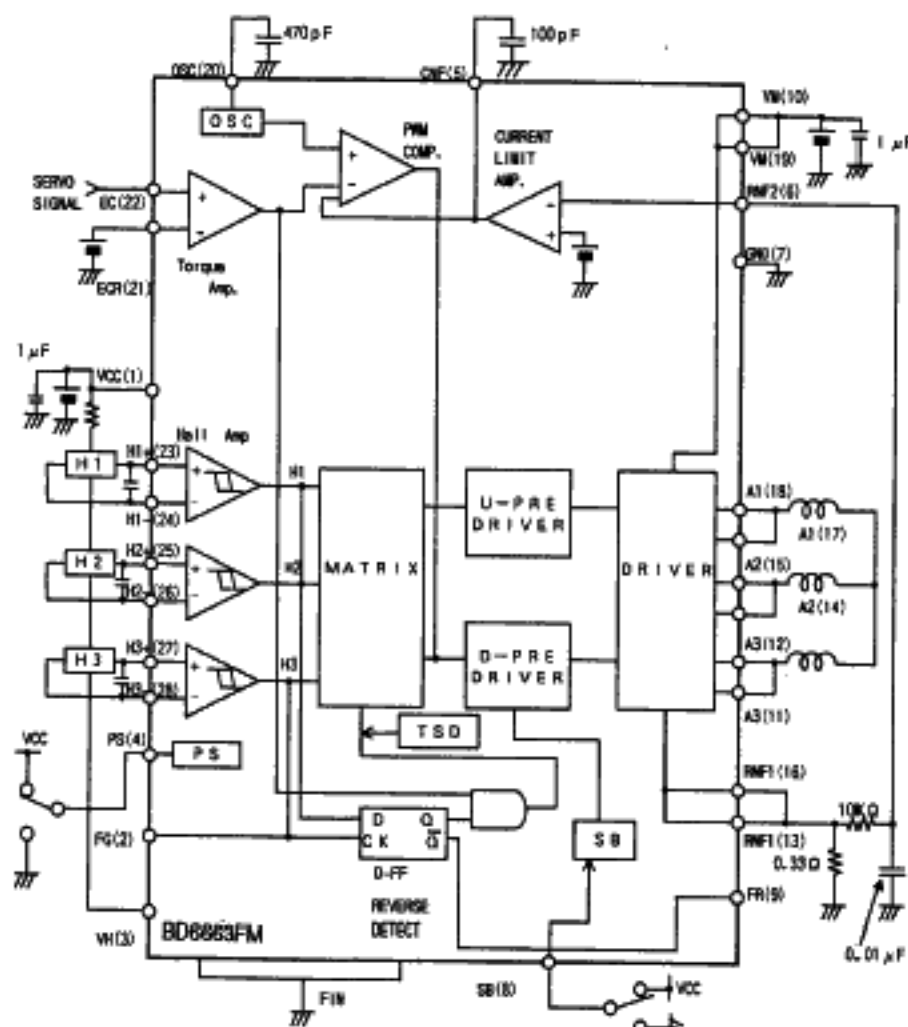 470pF
100pF
OSC(20)
CNF(5)
VM(10)
OSC
PWM
COMP.
CURRENT
LIMIT
AMP.
1μF
VM(19)
SERVO
SIGNAL
EC(22)
RNF2(6)
+
-
+
-
-
+
GND(7)
ECR(21)
Torque
Amp.
1μF
VCC(1)
Hall Amp
H1+(23)
H1
+
-
H1
H1-(24)
H2+(25)
H2
+
-
H2
H2-(26)
H3+(27)
H3
+
-
H3
H3-(28)
MATRIX
U-PRE
DRIVER
D-PRE
DRIVER
DRIVER
A1(18)
A1(17)
A2(15)
A2(14)
A3(12)
A3(11)
VCC
PS(4)
PS
TSD
RNF1(16)
10KΩ
RNF1(13)
0.33Ω
FG(2)
D Q
CK Q̅
D-FF
SB
FR(9)
REVERSE
DETECT
VH(3)
BD6663FM
0.01μF
FIN
SB(8)
VCC